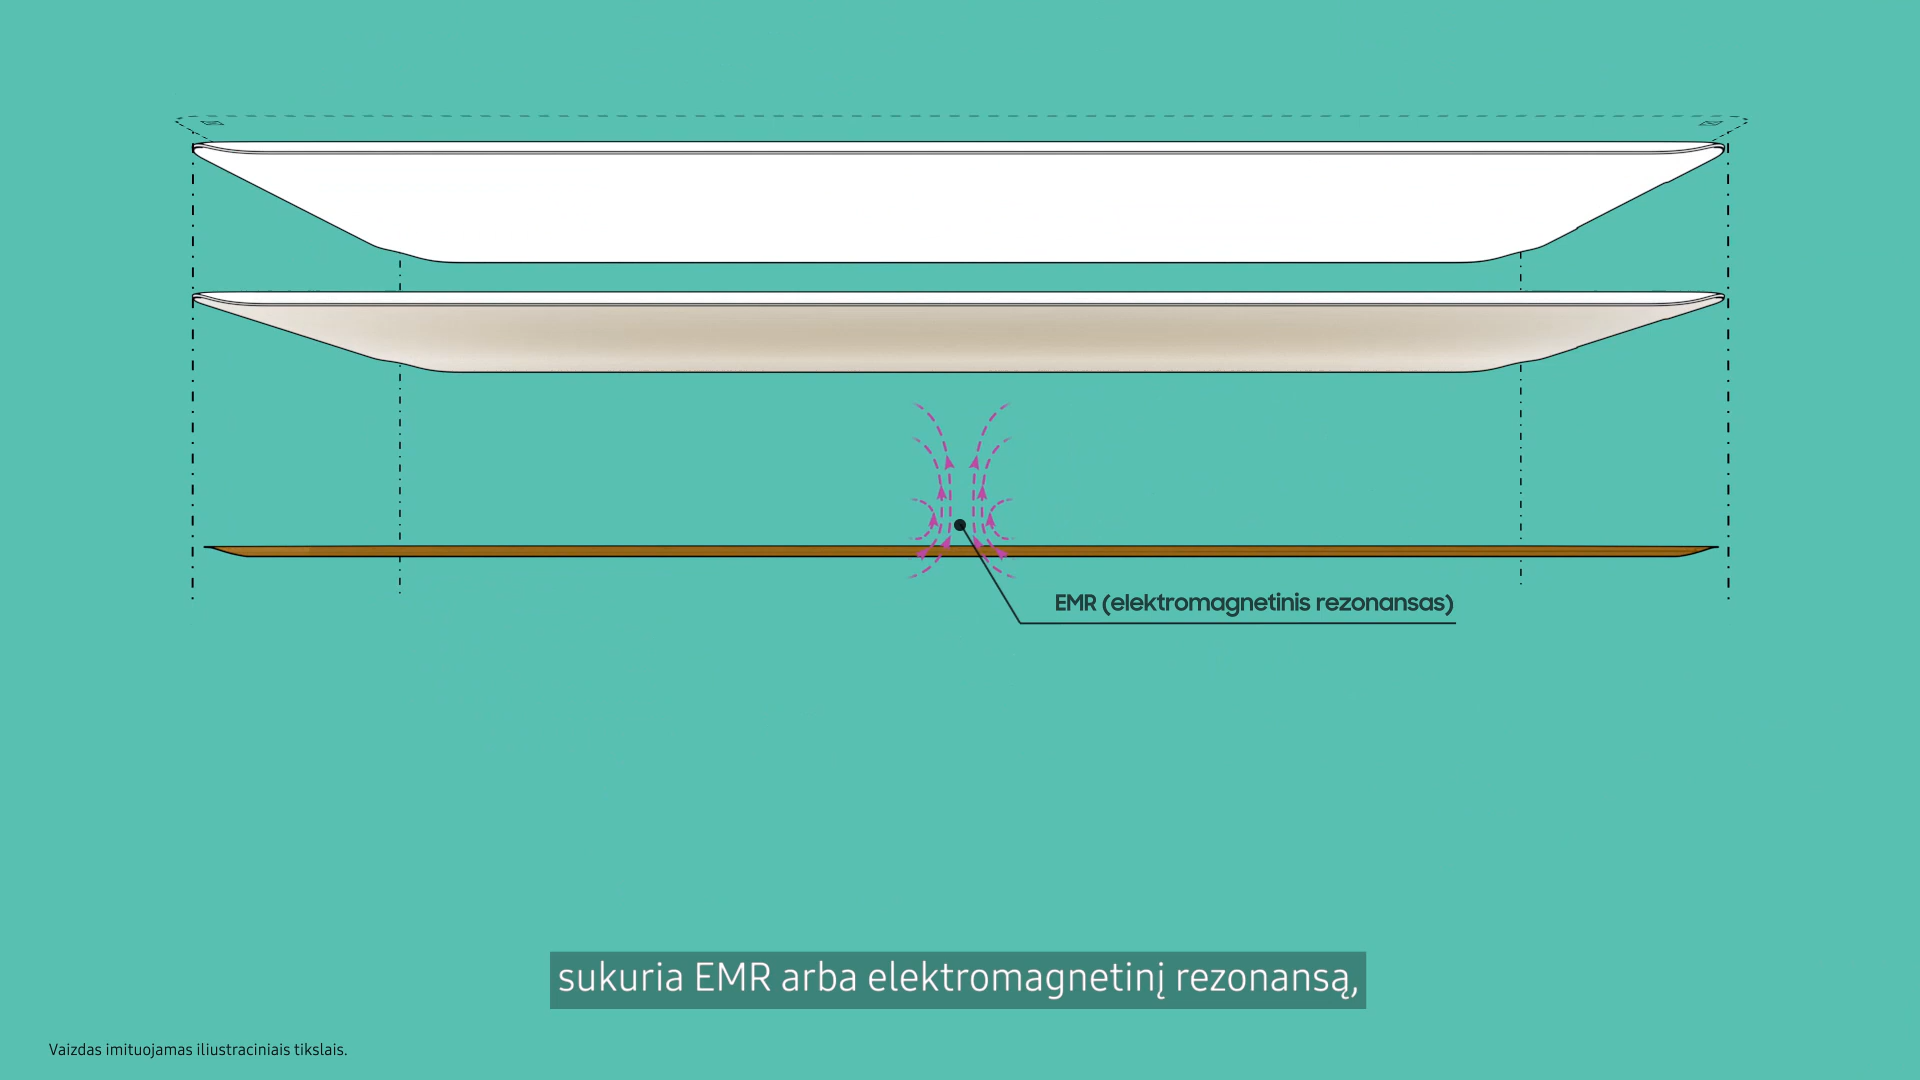 EMR (elektromagnetinis rezonansas)
sukuria EMR arba elektromagnetinį rezonansą,
Vaizdas imituojamas iliustraciniais tikslais.